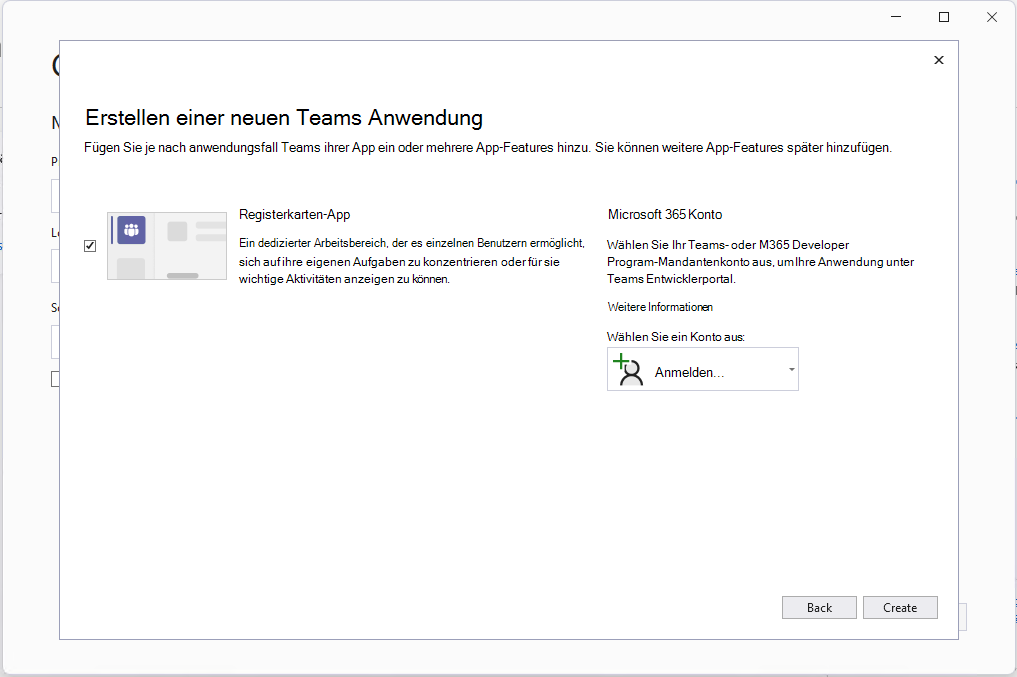 Erstellen einer neuen Teams Anwendung
Fügen Sie je nach anwendungsfall Teams ihrer App ein oder mehrere App-Features hinzu. Sie können weitere App-Features später hinzufügen.
Registerkarten-App
Ein dedizierter Arbeitsbereich, der es einzelnen Benutzern ermöglicht,
sich auf ihre eigenen Aufgaben zu konzentrieren oder für sie
wichtige Aktivitäten anzeigen zu können.
Microsoft 365 Konto
Wählen Sie Ihr Teams- oder M365 Developer
Program-Mandantenkonto aus, um Ihre Anwendung unter
Teams Entwicklerportal.
Weitere Informationen
Wählen Sie ein Konto aus:
Anmelden...
Back
Create